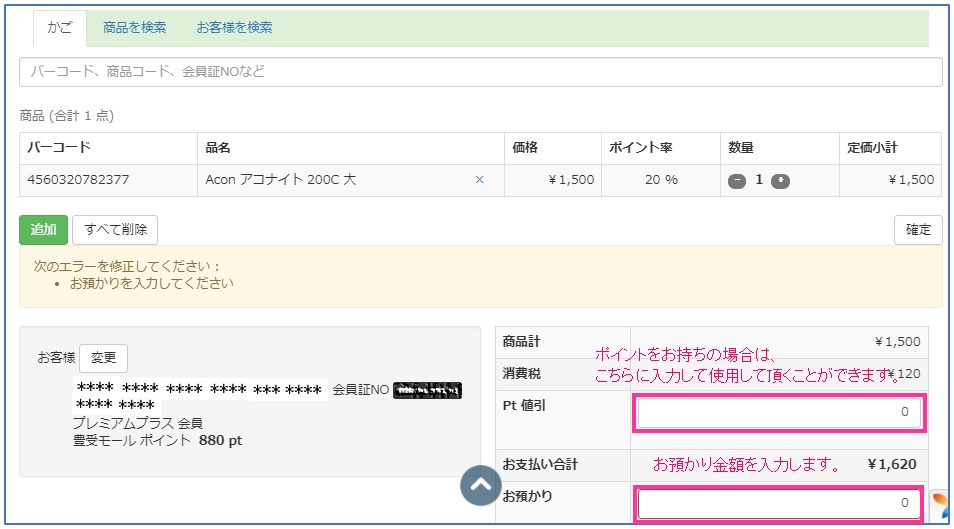 かご 商品を検索 お客様を検索
バーコード、商品コード、会員証NOなど
商品 (合計 1 点)
バーコード 品名 価格 ポイント率 数量 定価小計
4560320782377 Acon アコナイト 200C 大 × ￥1,500 20 % − 1 + ￥1,500
追加 すべて削除 確定
次のエラーを修正してください：
• お預かりを入力してください
お客様 変更
**** **** **** **** *** **** 会員証NO
**** ****
プレミアムプラス 会員
豊受モール ポイント 880 pt
商品計 ￥1,500
ポイントをお持ちの場合は、
消費税 ￥120
こちらに入力して使用して頂くことができます。
Pt 値引 0
お支払い合計 お預かり金額を入力します。 ￥1,620
お預かり 0